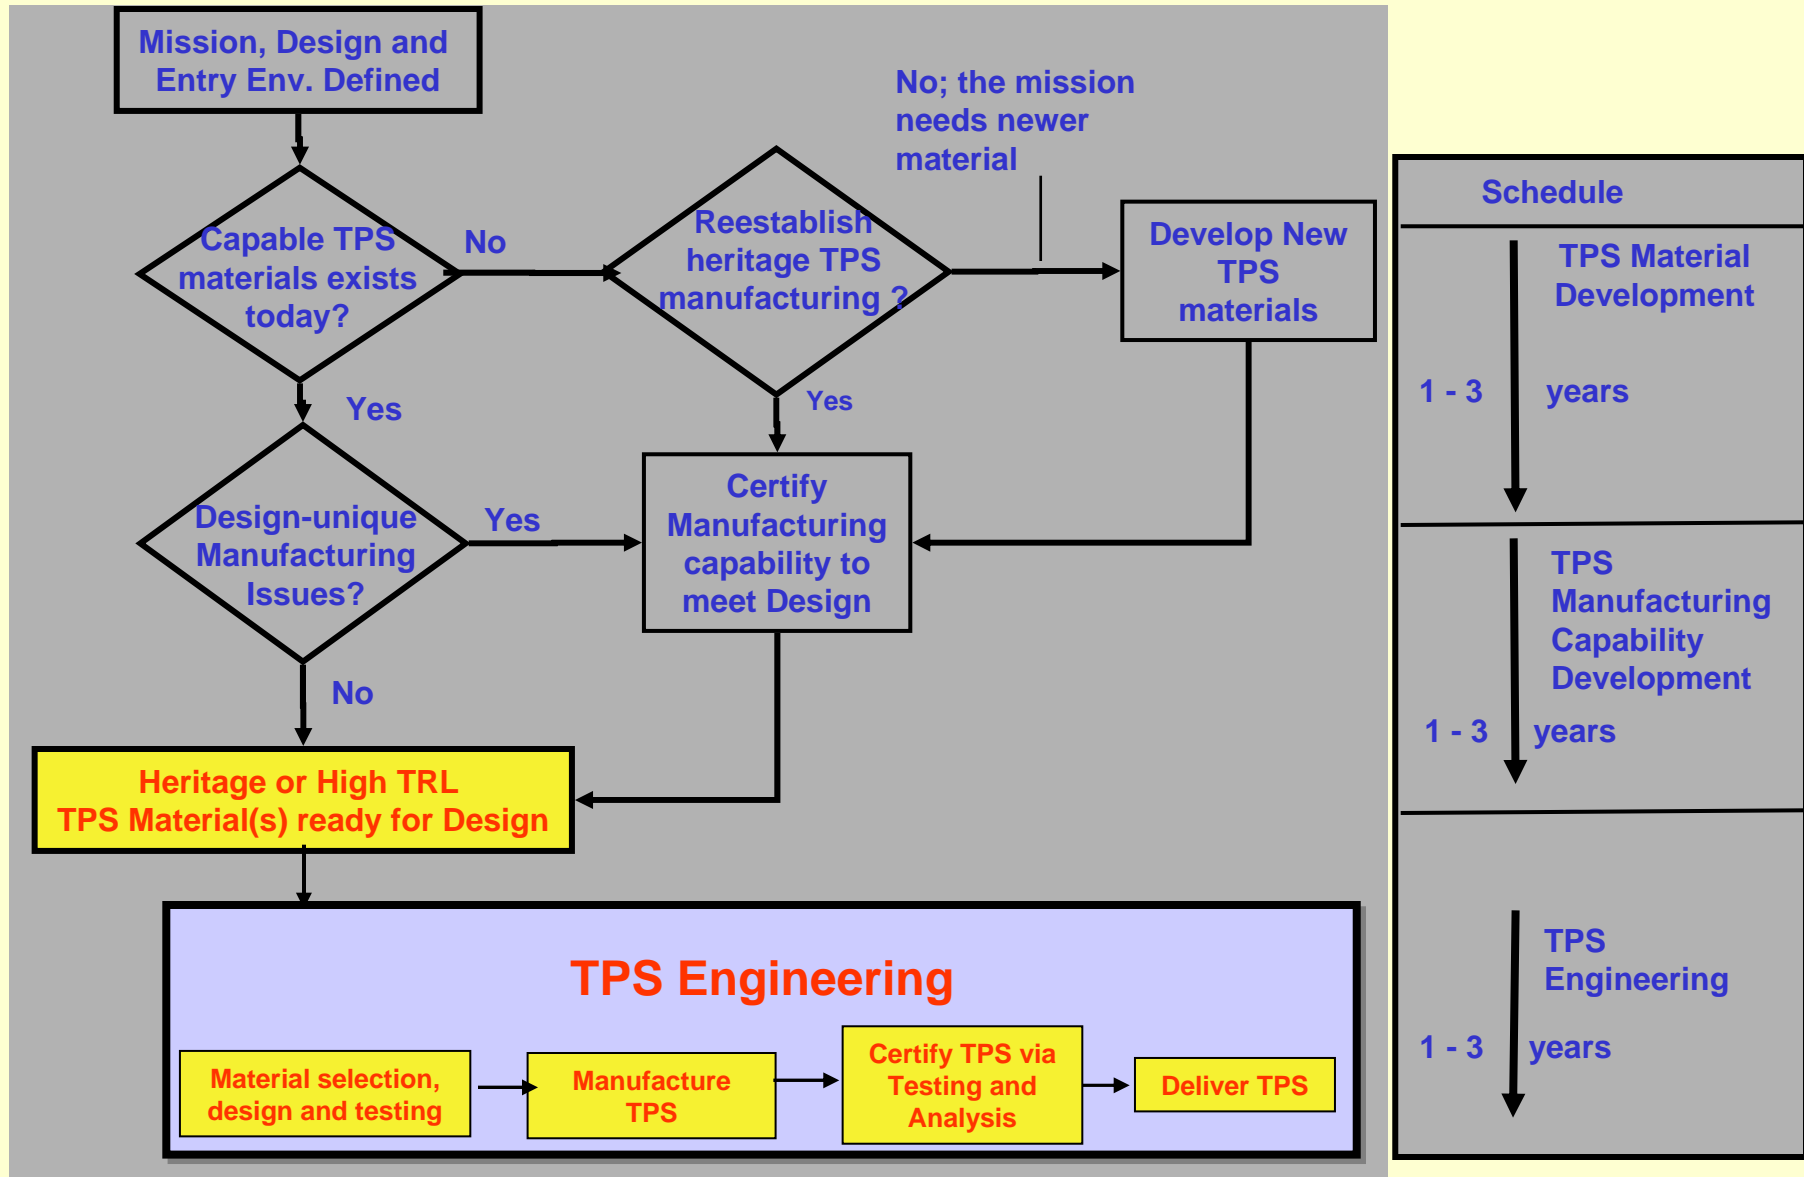 Mission, Design and
Entry Env. Defined
No; the mission
needs newer
material
Capable TPS
materials exists
today?
No
Reestablish
heritage TPS
manufacturing ?
Develop New
TPS
materials
Yes
Yes
Design-unique
Manufacturing
Issues?
Yes
Certify
Manufacturing
capability to
meet Design
No
Heritage or High TRL
TPS Material(s) ready for Design
TPS Engineering
Material selection,
design and testing
Manufacture
TPS
Certify TPS via
Testing and
Analysis
Deliver TPS
Schedule
TPS Material
Development
1 - 3 years
TPS
Manufacturing
Capability
Development
1 - 3 years
TPS
Engineering
1 - 3 years